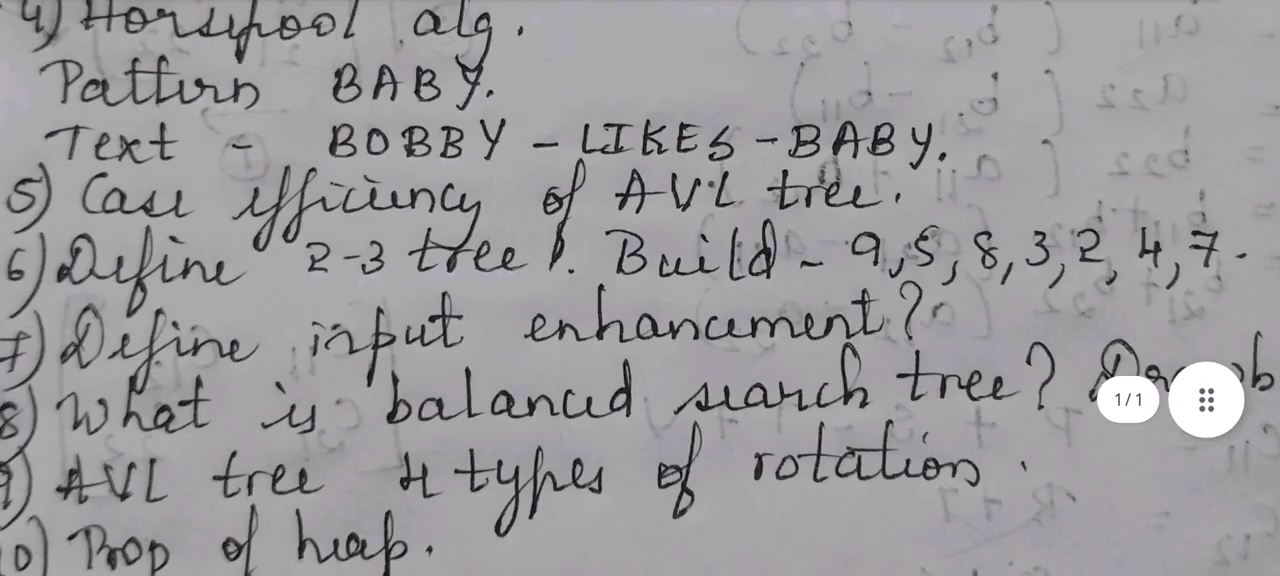 4) Horspool alg.
Pattern BABY.
Text - BOBBY - LIKES - BABY.
5) Case efficiency of AVL tree.
6) Define 2-3 tree. Build - 9,5,8,3,2,4,7.
7) Define input enhancement?
8) What is balanced search tree?
1/1
9) AVL tree 4 types of rotation.
10) Prop of heap.